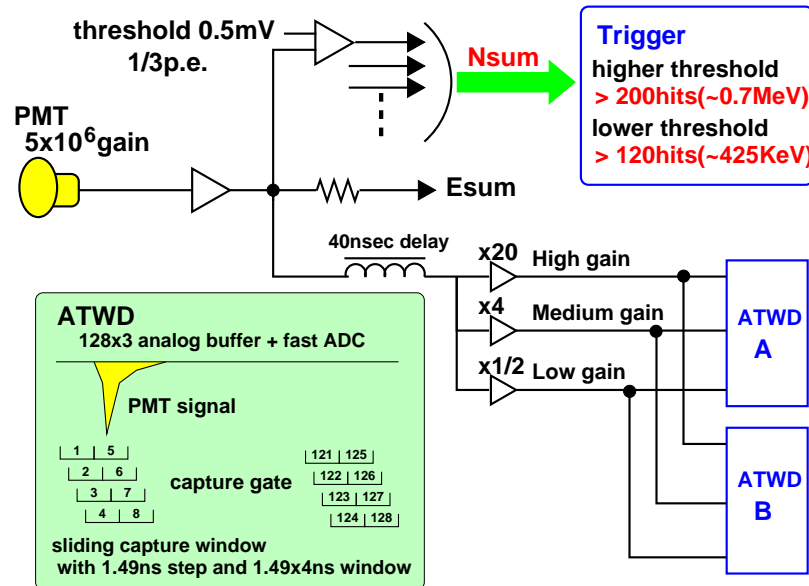 threshold 0.5mV
1/3p.e.
Nsum
Trigger
higher threshold
> 200hits(~0.7MeV)
lower threshold
> 120hits(~425KeV)
PMT
5x10^6 gain
Esum
40nsec delay
x20
High gain
x4
Medium gain
x1/2
Low gain
ATWD
A
ATWD
B
ATWD
128x3 analog buffer + fast ADC
PMT signal
1 5
2 6
3 7
4 8
capture gate
121 125
122 126
123 127
124 128
sliding capture window
with 1.49ns step and 1.49x4ns window